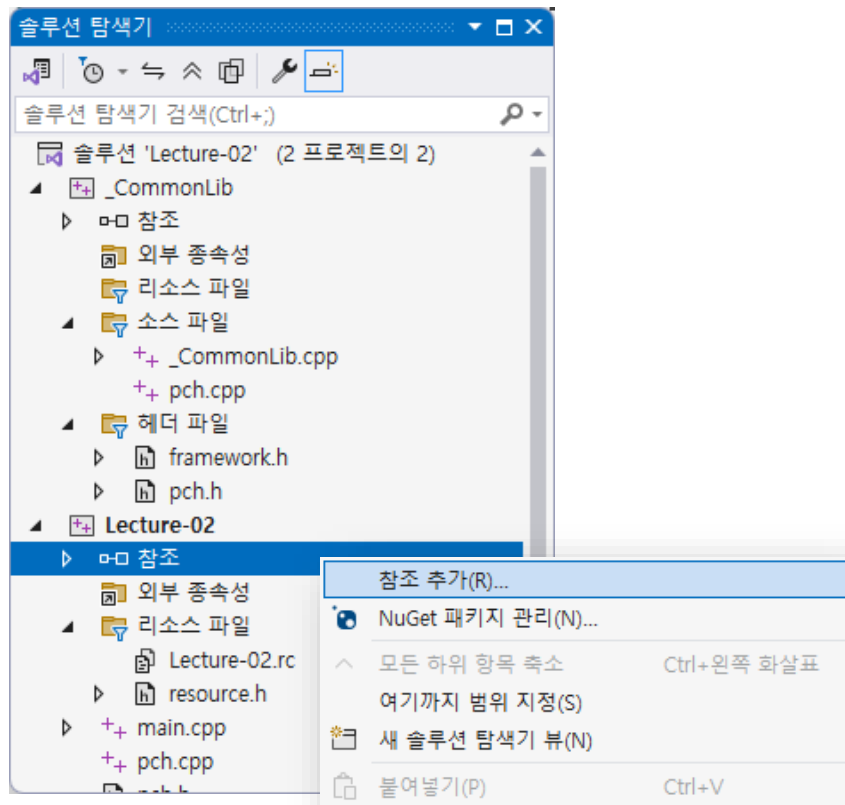 솔루션 탐색기
솔루션 탐색기 검색(Ctrl+;)
솔루션 'Lecture-02' (2 프로젝트의 2)
_CommonLib
참조
외부 종속성
리소스 파일
소스 파일
_CommonLib.cpp
pch.cpp
헤더 파일
framework.h
pch.h
Lecture-02
참조
외부 종속성
리소스 파일
Lecture-02.rc
resource.h
main.cpp
pch.cpp
참조 추가(R)...
NuGet 패키지 관리(N)...
모든 하위 항목 축소 Ctrl+왼쪽 화살표
여기까지 범위 지정(S)
새 솔루션 탐색기 뷰(N)
붙여넣기(P) Ctrl+V